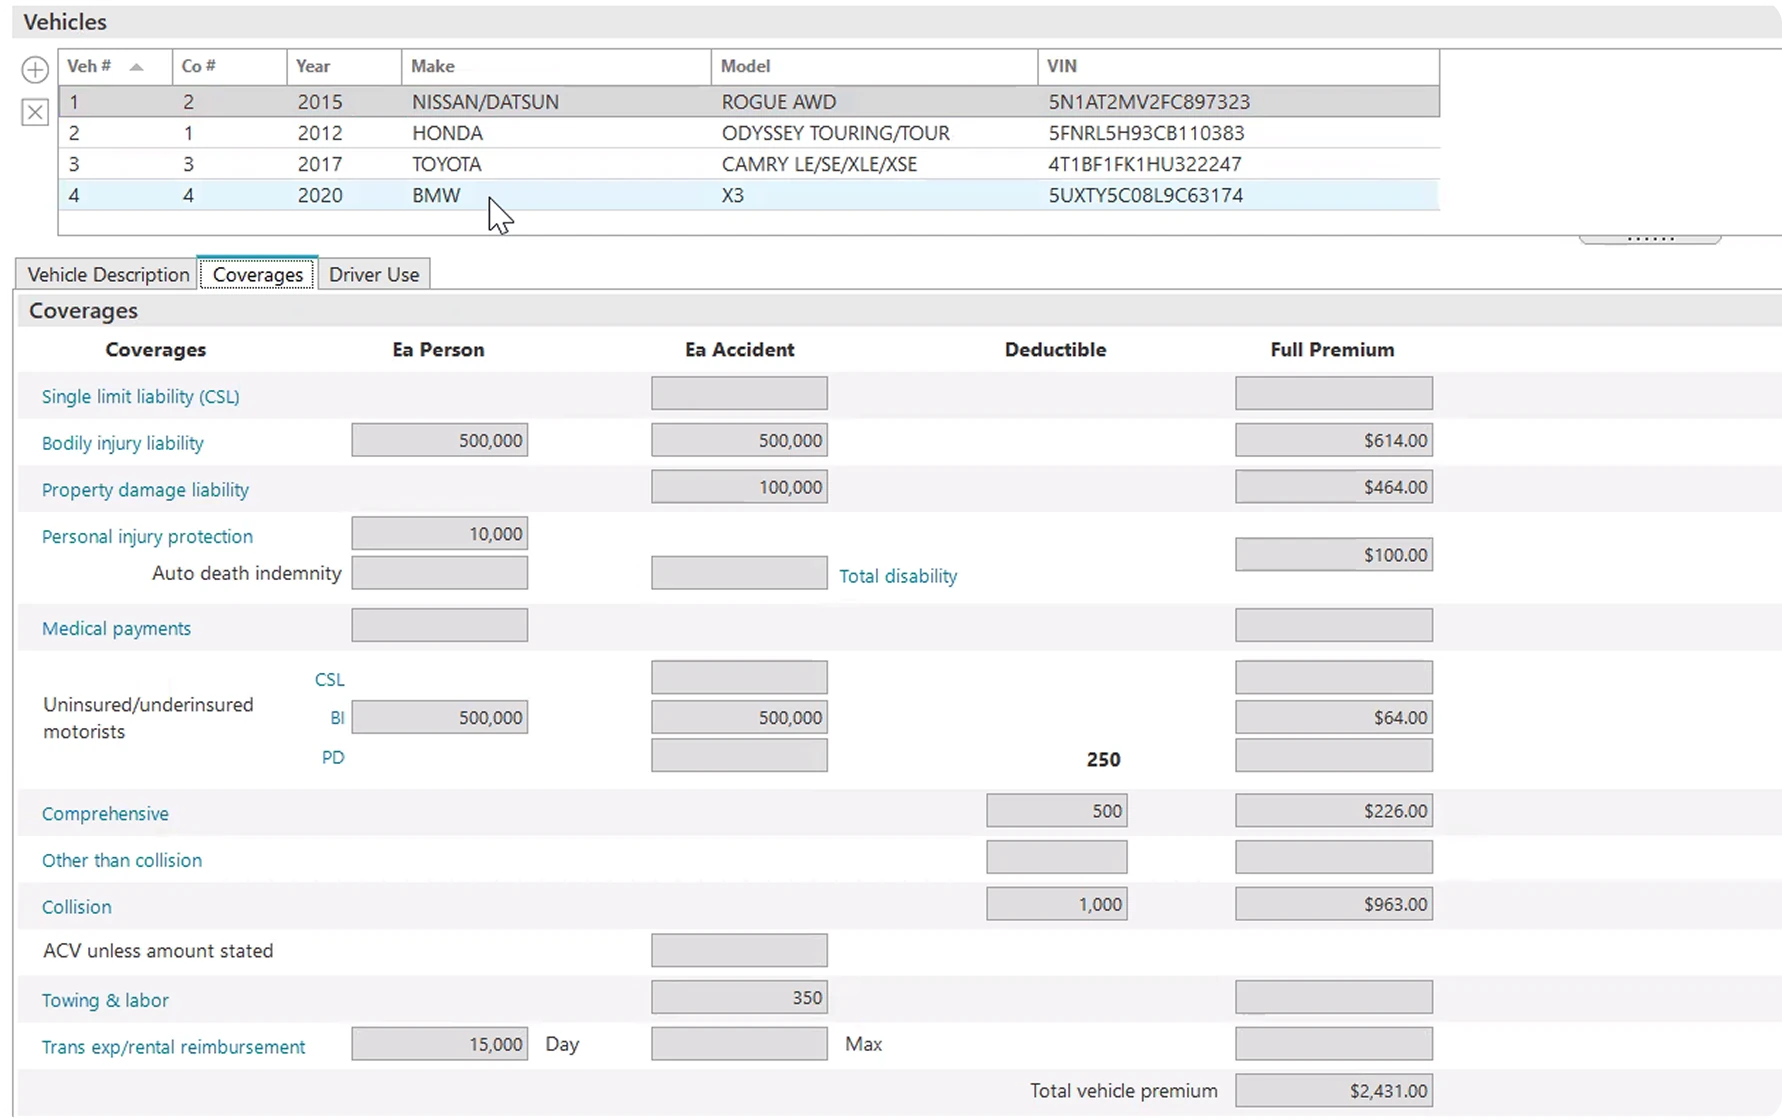 Vehicles
Veh # Co # Year Make Model VIN
1 2 2015 NISSAN/DATSUN ROGUE AWD 5N1AT2MV2FC897323
2 1 2012 HONDA ODYSSEY TOURING/TOUR 5FNRL5H93CB110383
3 3 2017 TOYOTA CAMRY LE/SE/XLE/XSE 4T1BF1FK1HU322247
4 4 2020 BMW X3 5UXTY5C08L9C63174
Vehicle Description Coverages Driver Use
Coverages
Coverages Ea Person Ea Accident Deductible Full Premium
Single limit liability (CSL)
Bodily injury liability 500,000 500,000 $614.00
Property damage liability 100,000 $464.00
Personal injury protection 10,000 $100.00
Auto death indemnity Total disability
Medical payments
Uninsured/underinsured motorists CSL
BI 500,000 500,000 $64.00
PD 250
Comprehensive 500 $226.00
Other than collision
Collision 1,000 $963.00
ACV unless amount stated
Towing & labor 350
Trans exp/rental reimbursement 15,000 Day Max
Total vehicle premium $2,431.00